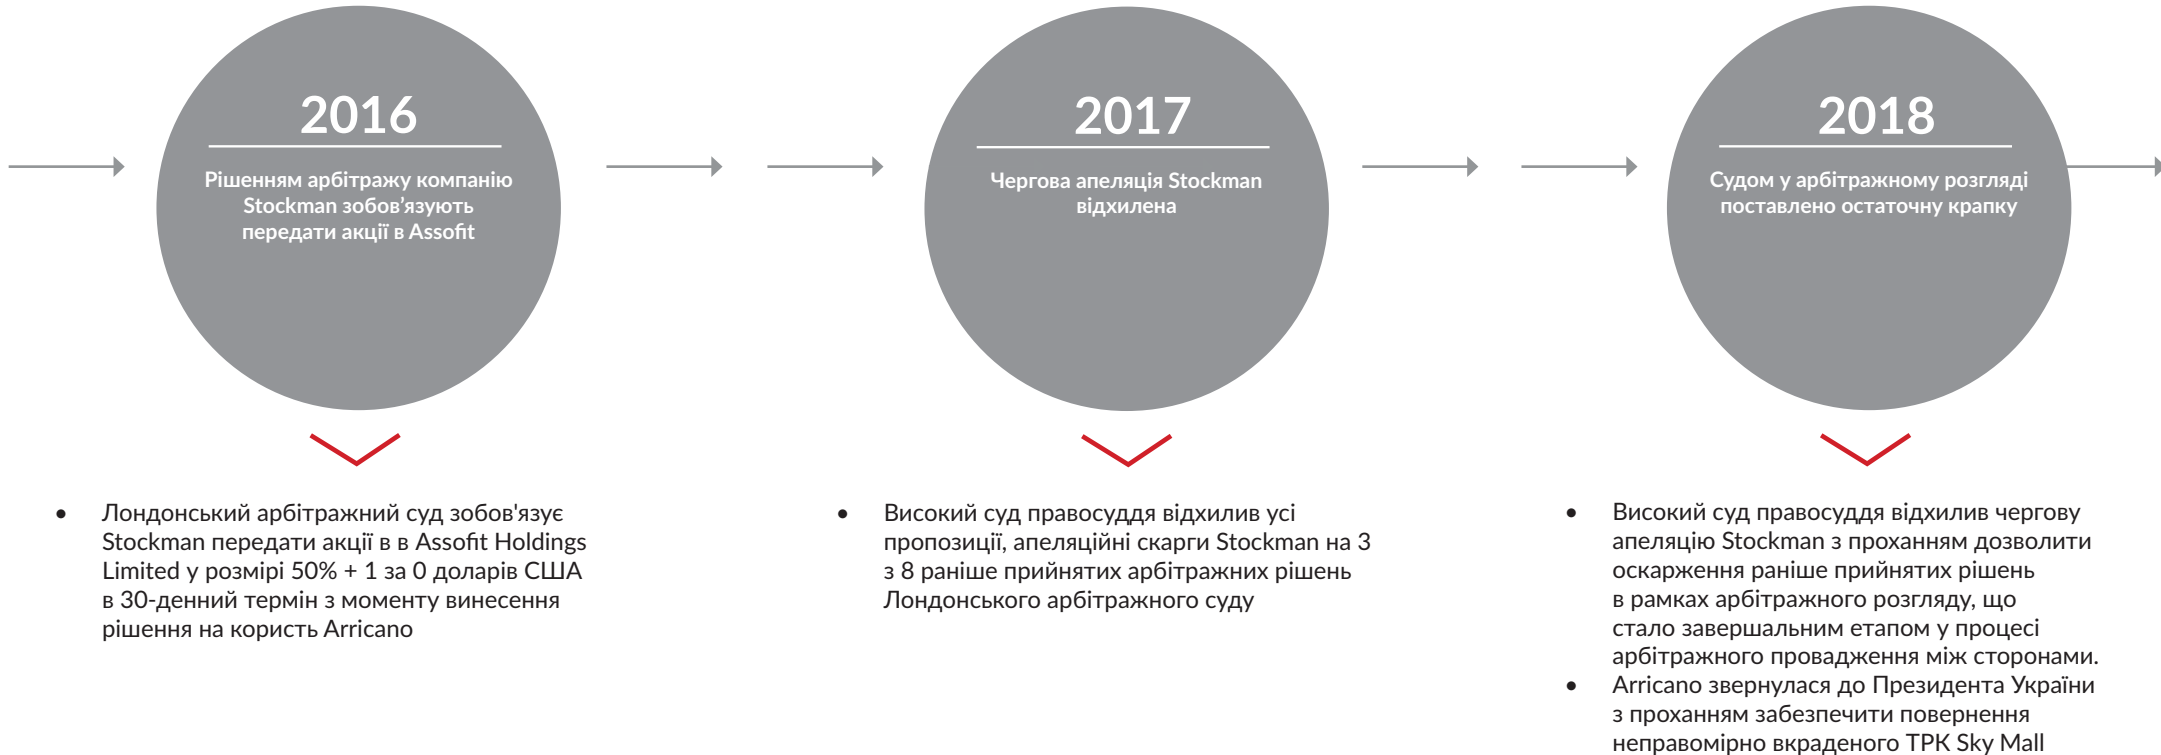 2016
Рішенням арбітражу компанію
Stockman зобов’язують
передати акції в Assofit
2017
Чергова апеляція Stockman
відхилена
2018
Судом у арбітражному розгляді
поставлено остаточну крапку
• Лондонський арбітражний суд зобов'язує
Stockman передати акції в в Assofit Holdings
Limited у розмірі 50% + 1 за 0 доларів США
в 30-денний термін з моменту винесення
рішення на користь Arricano
• Високий суд правосуддя відхилив усі
пропозиції, апеляційні скарги Stockman на 3
з 8 раніше прийнятих арбітражних рішень
Лондонського арбітражного суду
• Високий суд правосуддя відхилив чергову
апеляцію Stockman з проханням дозволити
оскарження раніше прийнятих рішень
в рамках арбітражного розгляду, що
стало завершальним етапом у процесі
арбітражного провадження між сторонами.
• Arricano звернулася до Президента України
з проханням забезпечити повернення
неправомірно вкраденого ТРК Sky Mall